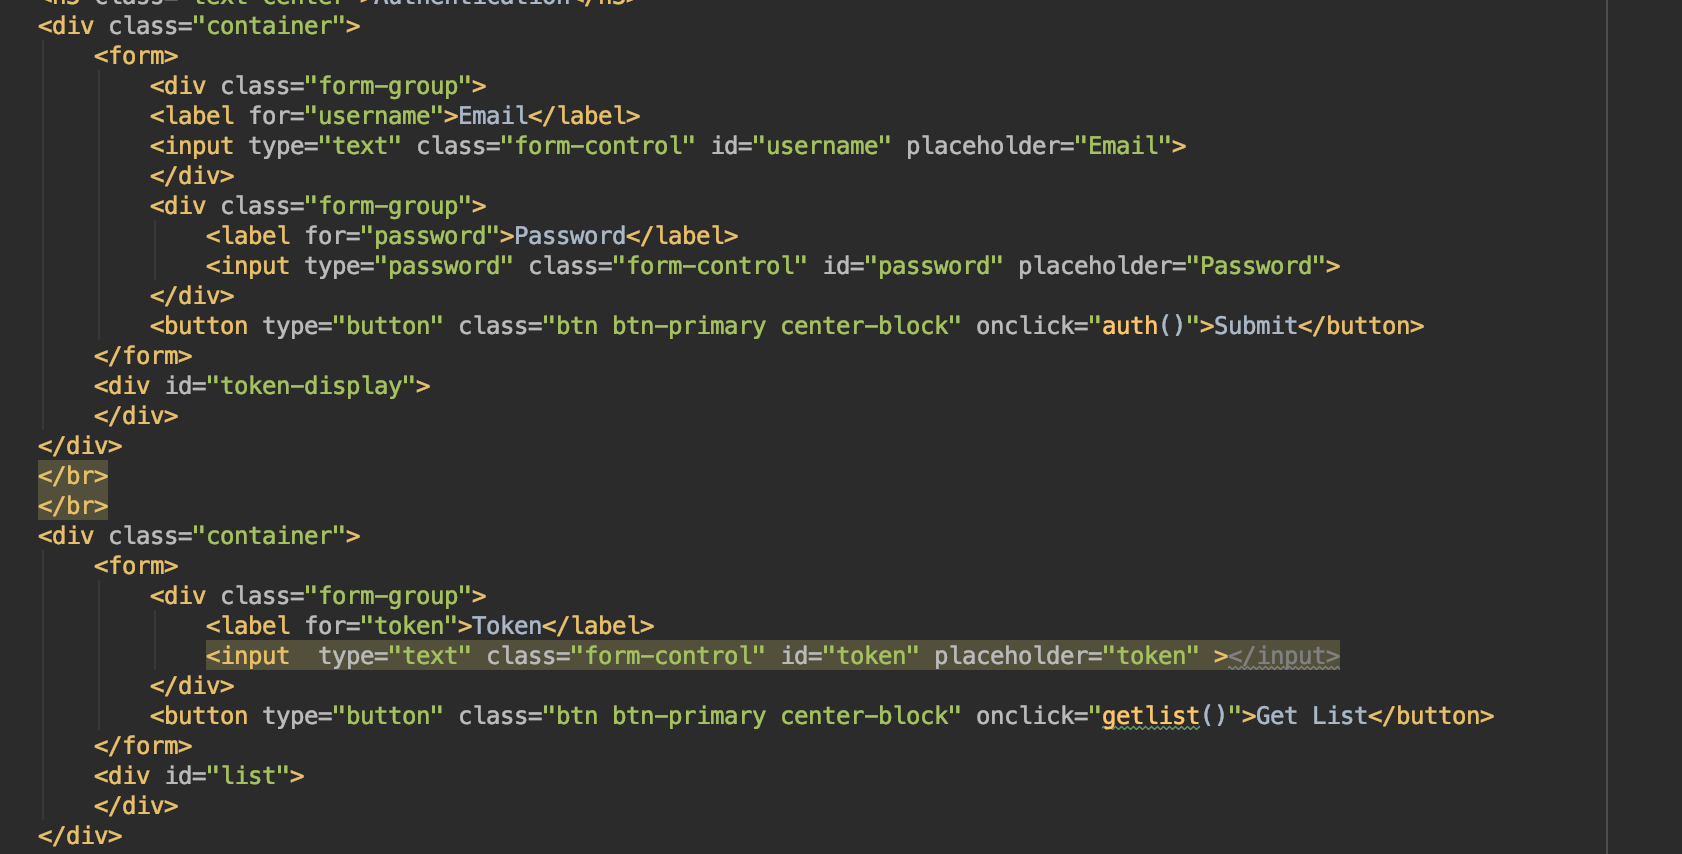 <div class="container">
<form>
<div class="form-group">
<label for="username">Email</label>
<input type="text" class="form-control" id="username" placeholder="Email">
</div>
<div class="form-group">
<label for="password">Password</label>
<input type="password" class="form-control" id="password" placeholder="Password">
</div>
<button type="button" class="btn btn-primary center-block" onclick="auth()">Submit</button>
</form>
<div id="token-display">
</div>
</div>
</br>
</br>
<div class="container">
<form>
<div class="form-group">
<label for="token">Token</label>
<input  type="text" class="form-control" id="token" placeholder="token" ></input>
</div>
<button type="button" class="btn btn-primary center-block" onclick="getlist()">Get List</button>
</form>
<div id="list">
</div>
</div>